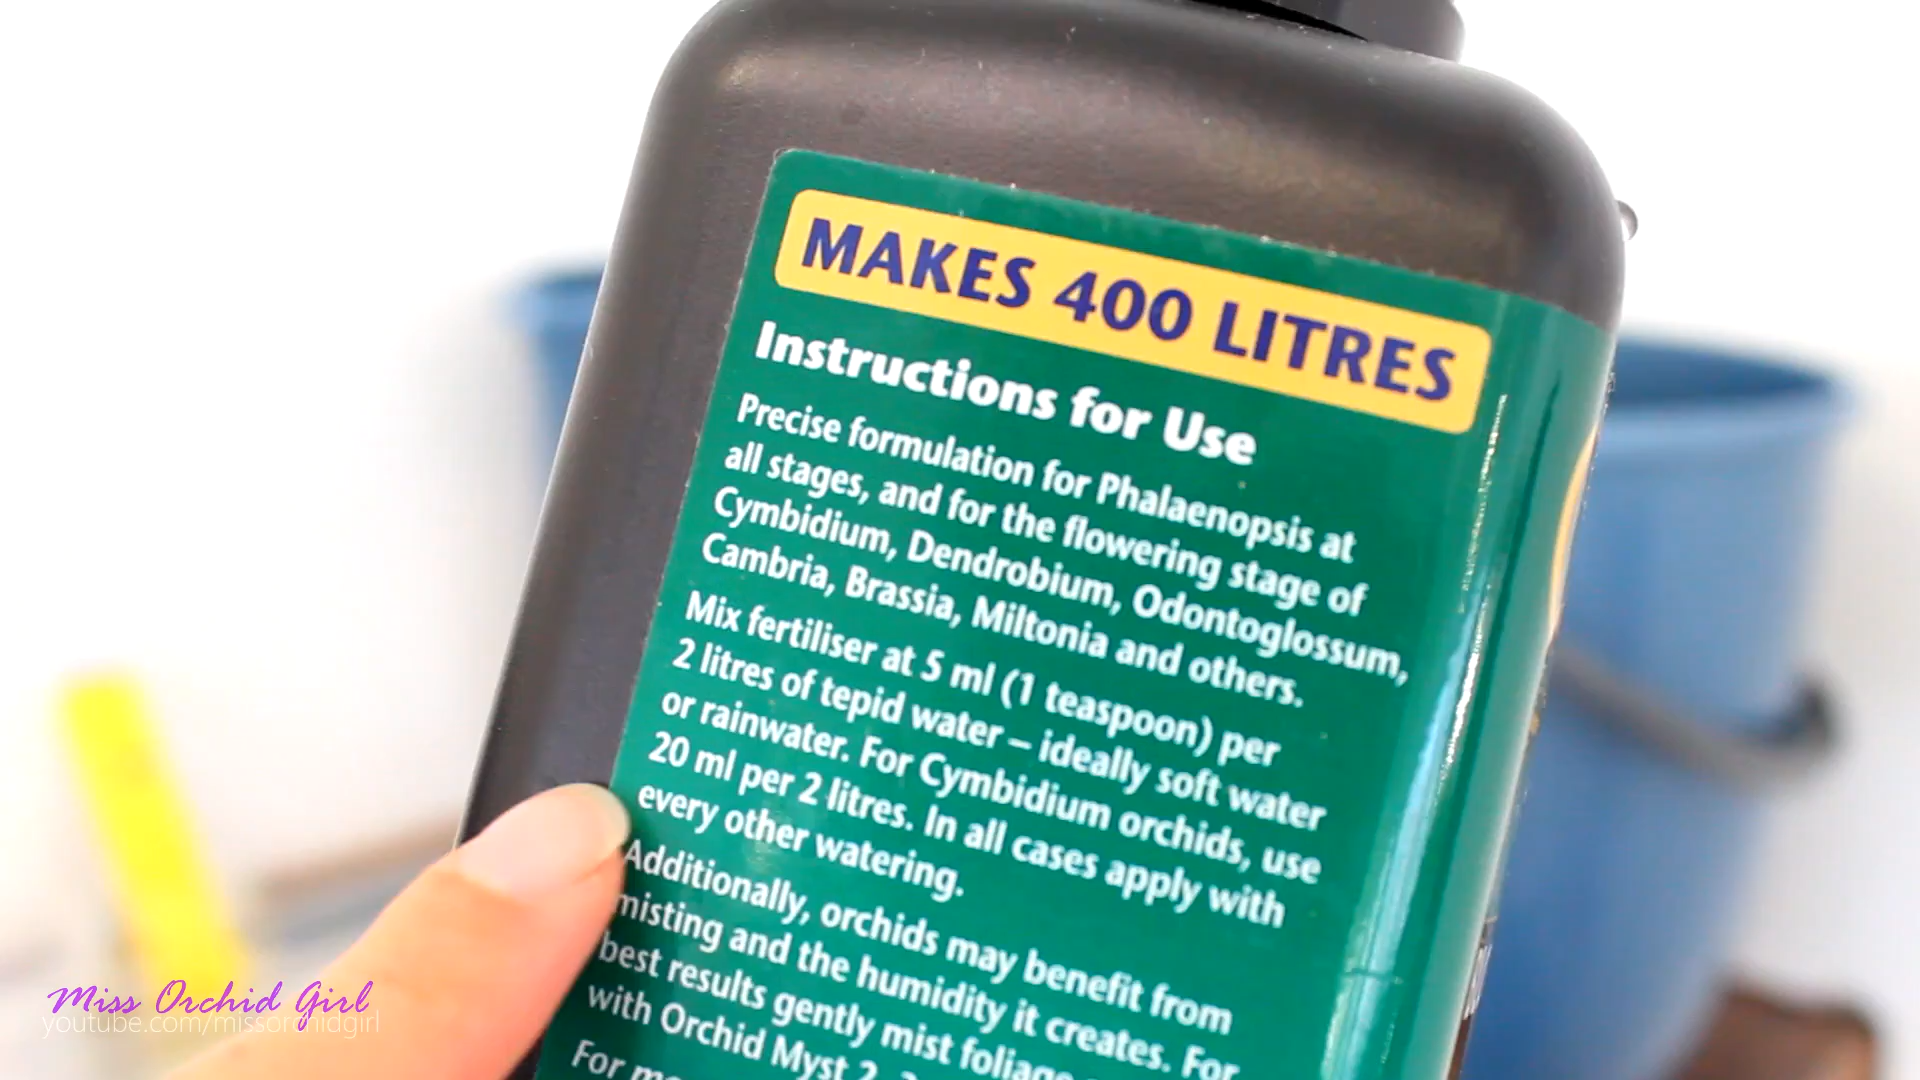 MAKES 400 LITRES
Instructions for Use
Precise formulation for Phalaenopsis at
all stages, and for the flowering stage of
Cymbidium, Dendrobium, Odontoglossum,
Cambria, Brassia, Miltonia and others.
Mix fertiliser at 5 ml (1 teaspoon) per
2 litres of tepid water – ideally soft water
or rainwater. For Cymbidium orchids, use
20 ml per 2 litres. In all cases apply with
every other watering.
Additionally, orchids may benefit from
misting and the humidity it creates. For
best results gently mist foliage
with Orchid Myst 2
For
Miss Orchid Girl
youtube.com/missorchidgirl